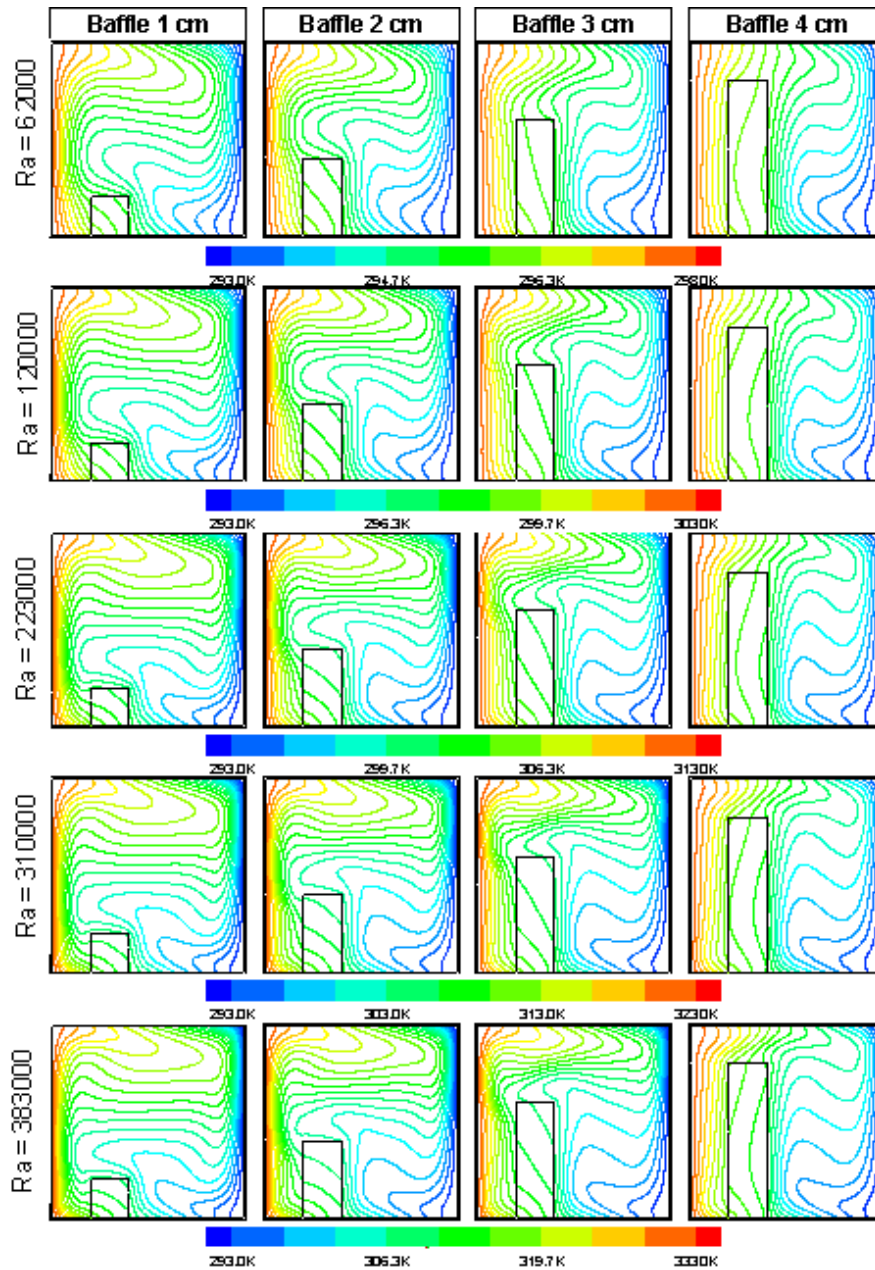 Baffle 1 cm Baffle 2 cm Baffle 3 cm Baffle 4 cm
Ra = 62000
293.0K 294.7K 296.3K 298.0K
Ra = 120000
293.0K 296.3K 299.7K 303.0K
Ra = 223000
293.0K 299.7K 306.3K 313.0K
Ra = 310000
293.0K 303.0K 313.0K 323.0K
Ra = 383000
293.0K 306.3K 319.7K 333.0K